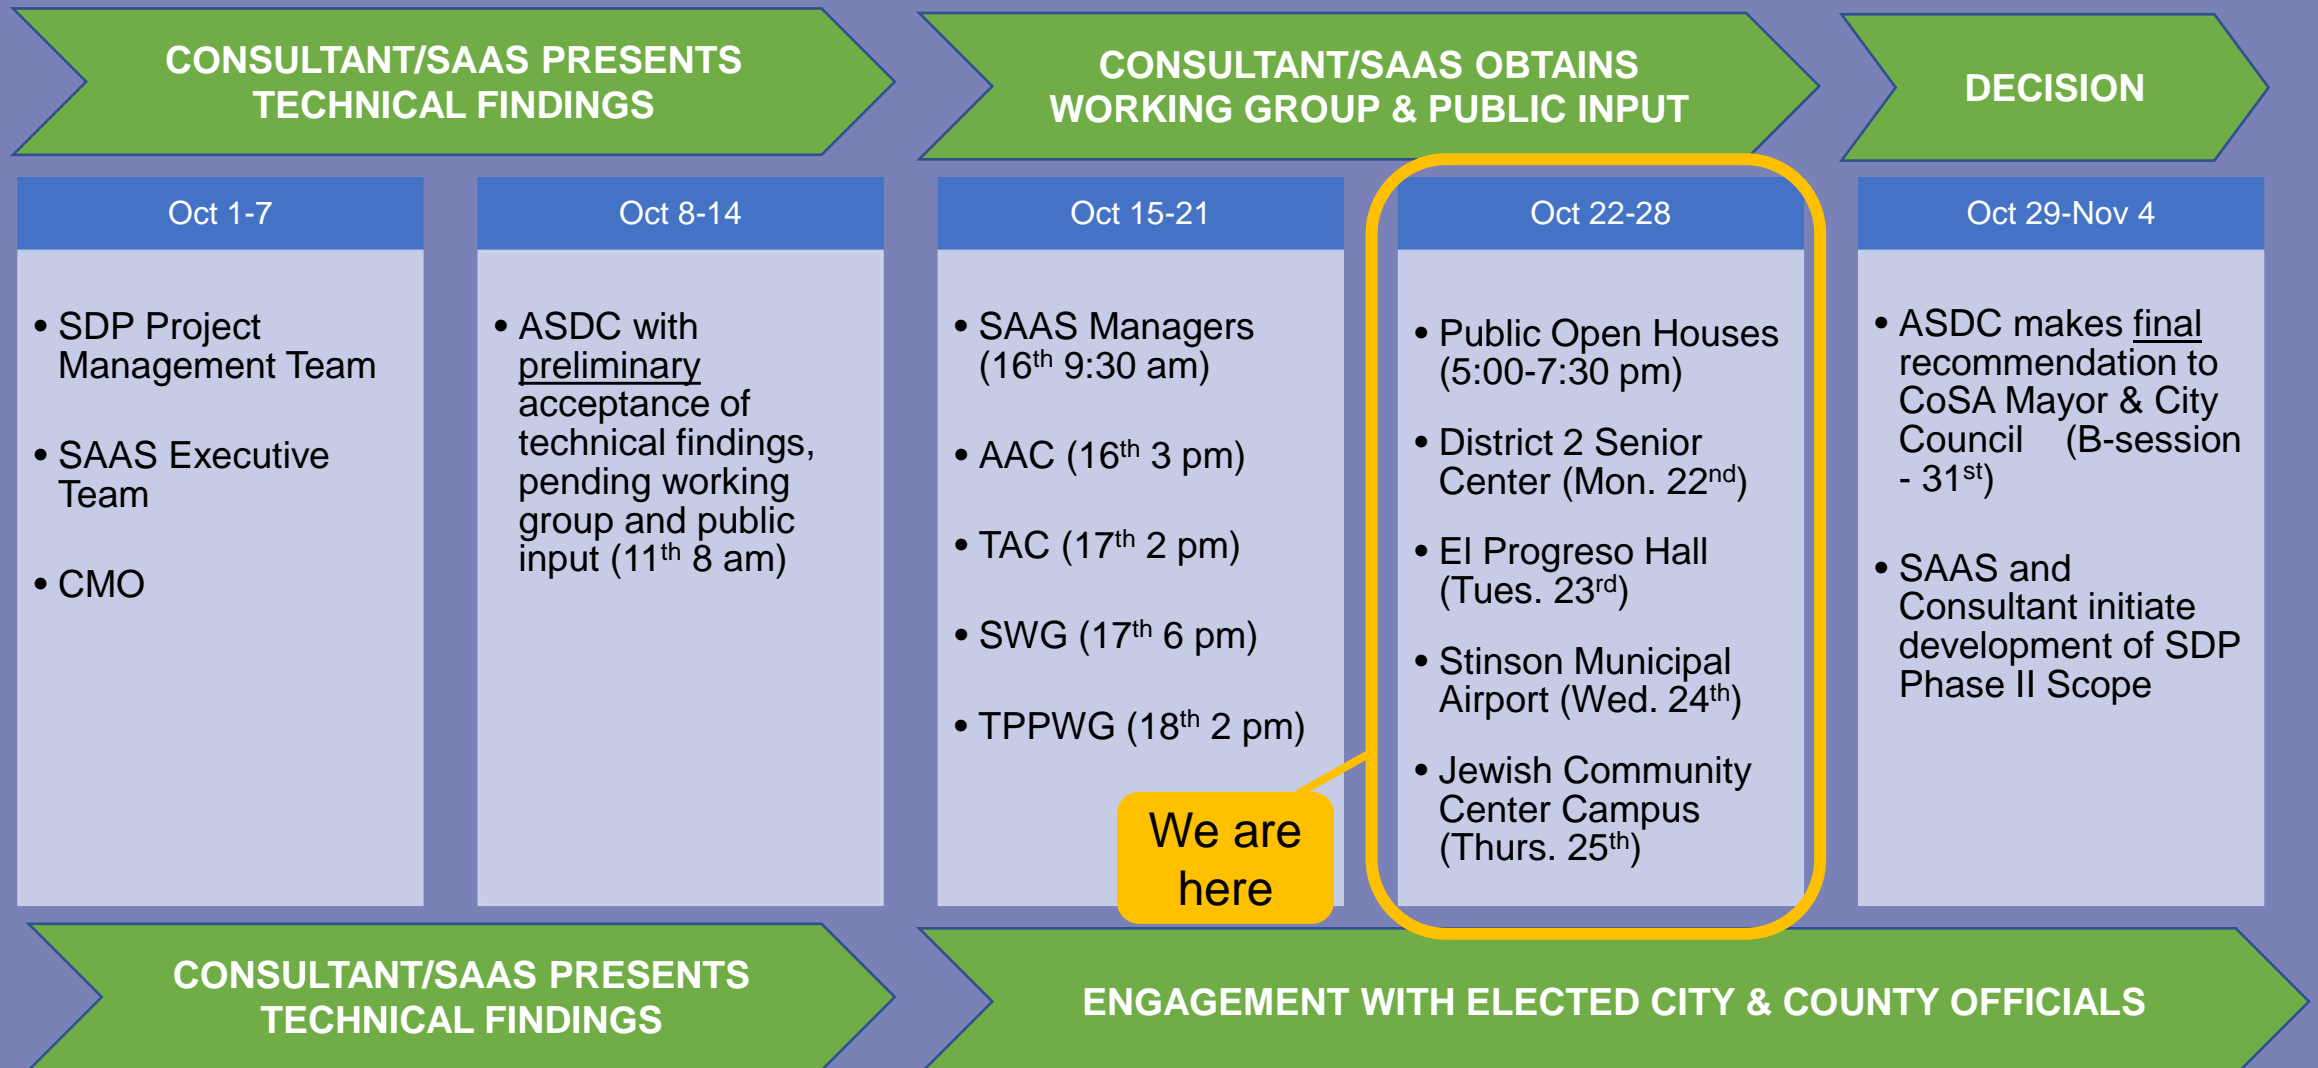 CONSULTANT/SAAS PRESENTS
TECHNICAL FINDINGS
CONSULTANT/SAAS OBTAINS
WORKING GROUP & PUBLIC INPUT
DECISION
Oct 1-7
• SDP Project
Management Team
• SAAS Executive
Team
• CMO
Oct 8-14
• ASDC with
preliminary
acceptance of
technical findings,
pending working
group and public
input (11th 8 am)
Oct 15-21
• SAAS Managers
(16th 9:30 am)
• AAC (16th 3 pm)
• TAC (17th 2 pm)
• SWG (17th 6 pm)
• TPPWG (18th 2 pm)
We are
here
Oct 22-28
• Public Open Houses
(5:00-7:30 pm)
• District 2 Senior
Center (Mon. 22nd)
• El Progreso Hall
(Tues. 23rd)
• Stinson Municipal
Airport (Wed. 24th)
• Jewish Community
Center Campus
(Thurs. 25th)
Oct 29-Nov 4
• ASDC makes final
recommendation to
CoSA Mayor & City
Council (B-session
- 31st)
• SAAS and
Consultant initiate
development of SDP
Phase II Scope
CONSULTANT/SAAS PRESENTS
TECHNICAL FINDINGS
ENGAGEMENT WITH ELECTED CITY & COUNTY OFFICIALS